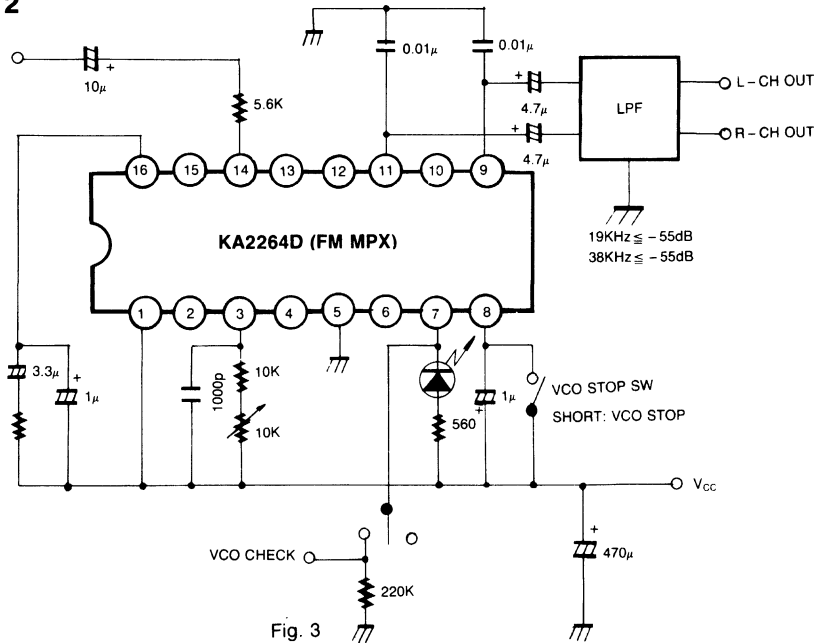 2
0.01μ
0.01μ
+
10μ
5.6K
+
4.7μ
+
4.7μ
LPF
L – CH OUT
R – CH OUT
19KHz ≦ – 55dB
38KHz ≦ – 55dB
16
15
14
13
12
11
10
9
KA2264D (FM MPX)
1
2
3
4
5
6
7
8
3.3μ
+
1μ
1000p
10K
10K
560
+
1μ
VCO STOP SW
SHORT: VCO STOP
VCC
VCO CHECK
220K
+
470μ
Fig. 3